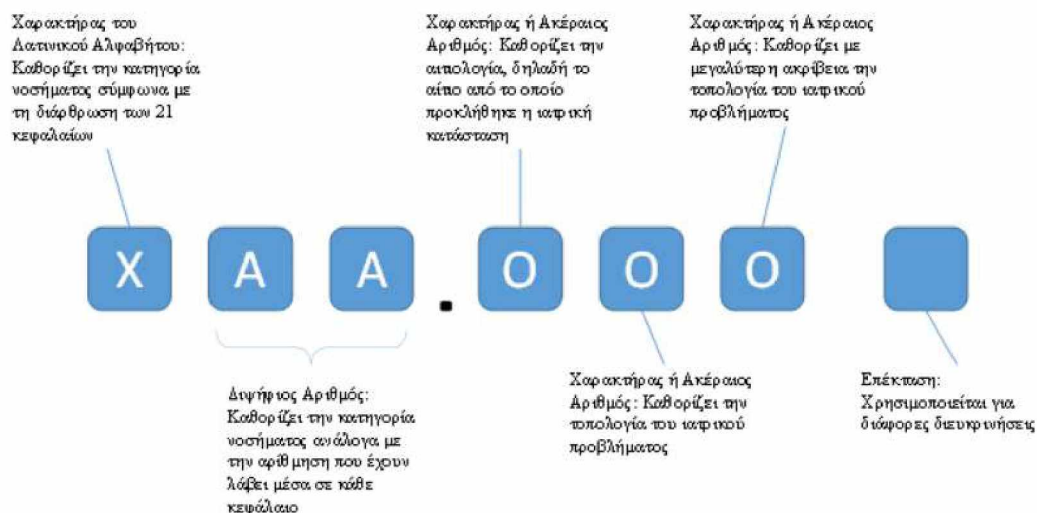 Χαρακτήρας του
Λατινικού Αλφαβήτου:
Καθορίζει την κατηγορία
νοσήματος σύμφωνα με
τη διάρθρωση των 21
κεφαλαίων
Χαρακτήρας ή Ακέραιος
Αριθμός: Καθορίζει την
αιτιολογία, δηλαδή το
αίτιο από το οποίο
προκλήθηκε η ιατρική
κατάσταση
Χαρακτήρας ή Ακέραιος
Αριθμός: Καθορίζει με
μεγαλύτερη ακρίβεια την
τοπολογία του ιατρικού
προβλήματος
X A A . O O O
Διψήφιος Αριθμός:
Καθορίζει την κατηγορία
νοσήματος ανάλογα με
την αρίθμηση που έχουν
λάβει μέσα σε κάθε
κεφάλαιο
Χαρακτήρας ή Ακέραιος
Αριθμός: Καθορίζει την
τοπολογία του ιατρικού
προβλήματος
Επέκταση:
Χρησιμοποιείται για
διάφορες διευκρινήσεις